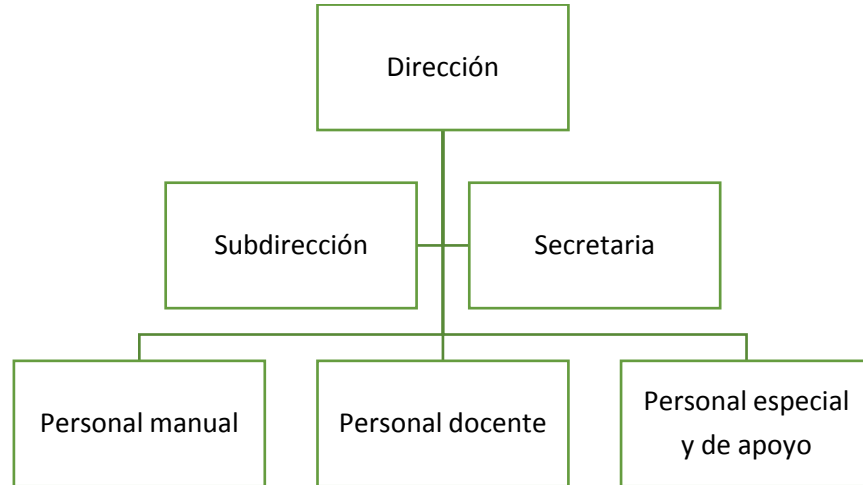 Dirección
Subdirección
Secretaria
Personal manual
Personal docente
Personal especial
y de apoyo